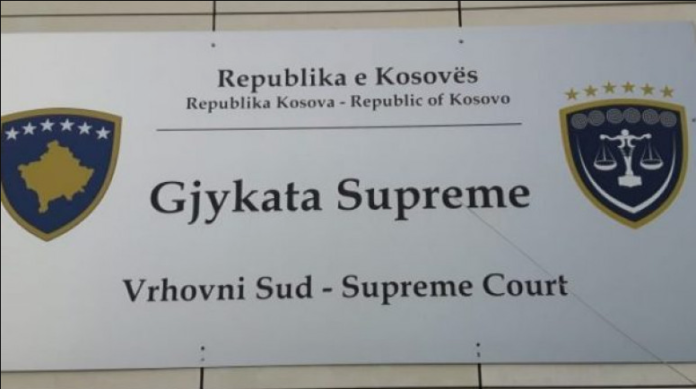 Republika e Kosovës
Republika Kosova - Republic of Kosovo
Gjykata Supreme
Vrhovni Sud - Supreme Court